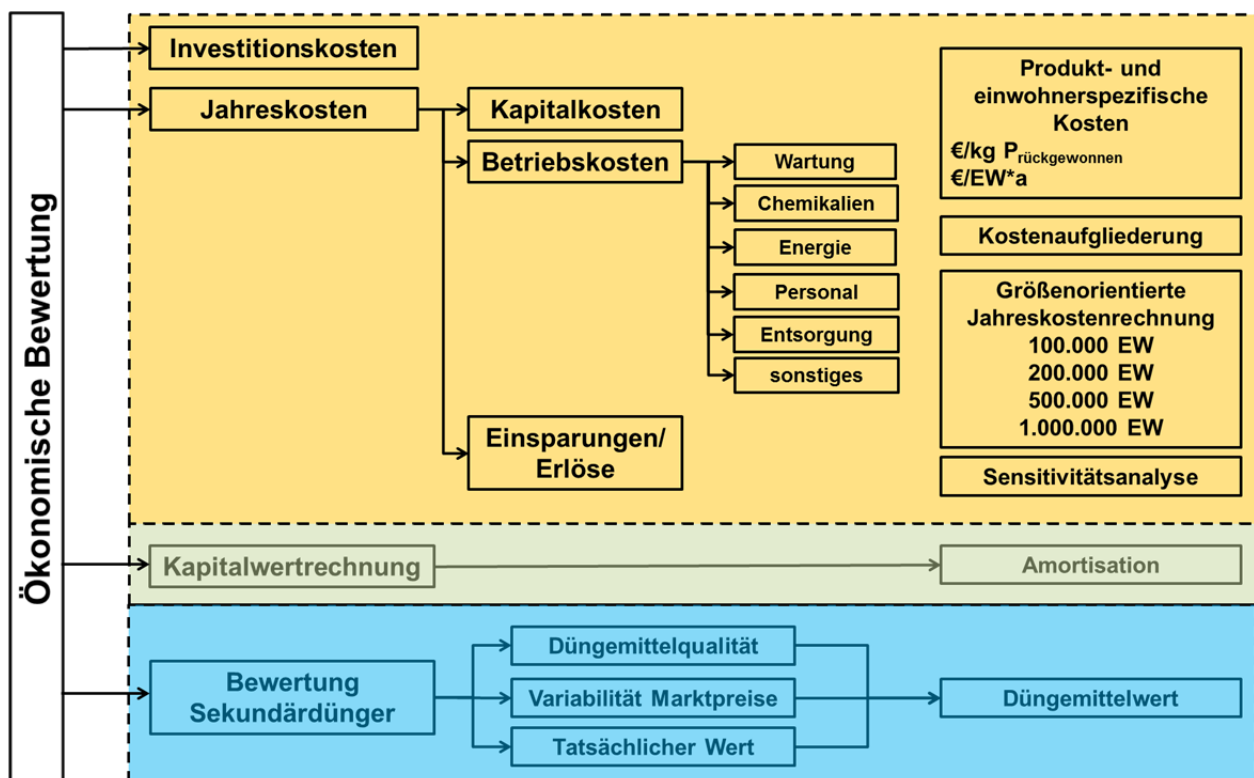 Ökonomische Bewertung
Investitionskosten
Jahreskosten
Kapitalkosten
Betriebskosten
Wartung
Chemikalien
Energie
Personal
Entsorgung
sonstiges
Einsparungen/
Erlöse
Produkt- und
einwohnerspezifische
Kosten
€/kg Prückgewonnen
€/EW*a
Kostenaufgliederung
Größenorientierte
Jahreskostenrechnung
100.000 EW
200.000 EW
500.000 EW
1.000.000 EW
Sensitivitätsanalyse
Kapitalwertrechnung
Amortisation
Bewertung
Sekundärdünger
Düngemittelqualität
Variabilität Marktpreise
Tatsächlicher Wert
Düngemittelwert